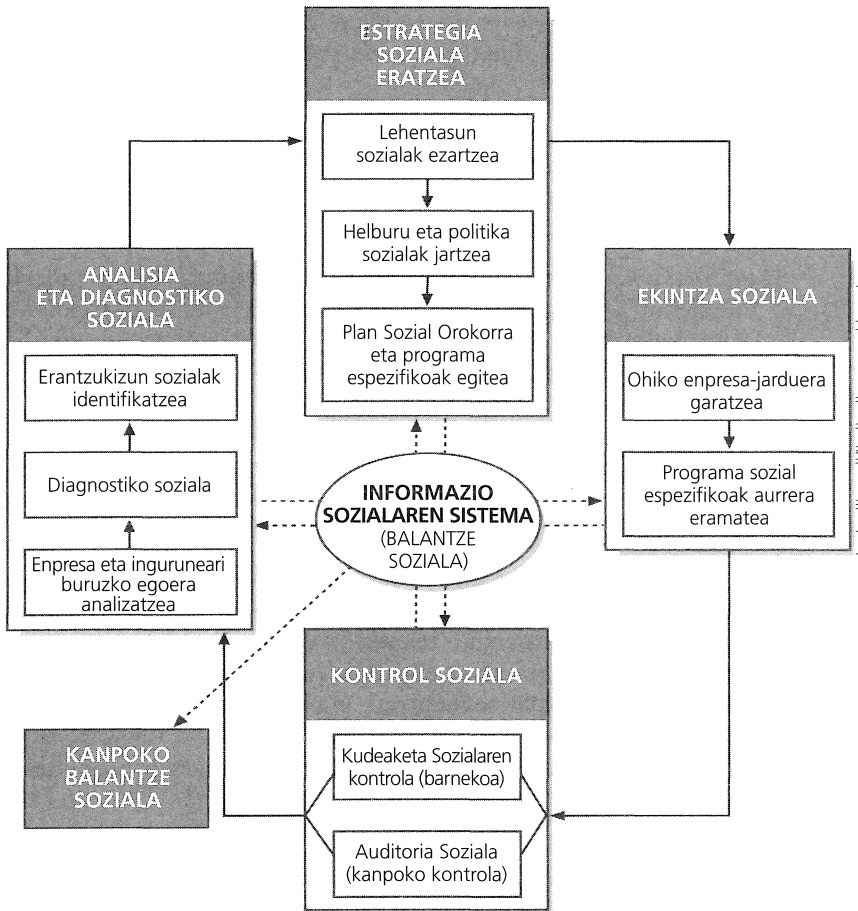 ESTRATEGIA
SOZIALA
ERATZEA
Lehentasun
sozialak ezartzea
Helburu eta politika
sozialak jartzea
Plan Sozial Orokorra
eta programa
espezifikoak egitea
ANALISIA
ETA DIAGNOSTIKO
SOZIALA
Erantzukizun sozialak
identifikatzea
Diagnostiko soziala
Enpresa eta inguruneari
buruzko egoera
analizatzea
EKINTZA SOZIALA
Ohiko enpresa-jarduera
garatzea
Programa sozial
espezifikoak aurrera
eramatea
INFORMAZIO
SOZIALAREN SISTEMA
(BALANTZE
SOZIALA)
KONTROL SOZIALA
Kudeaketa Sozialaren
kontrola (barnekoa)
Auditoria Soziala
(kanpoko kontrola)
KANPOKO
BALANTZE
SOZIALA